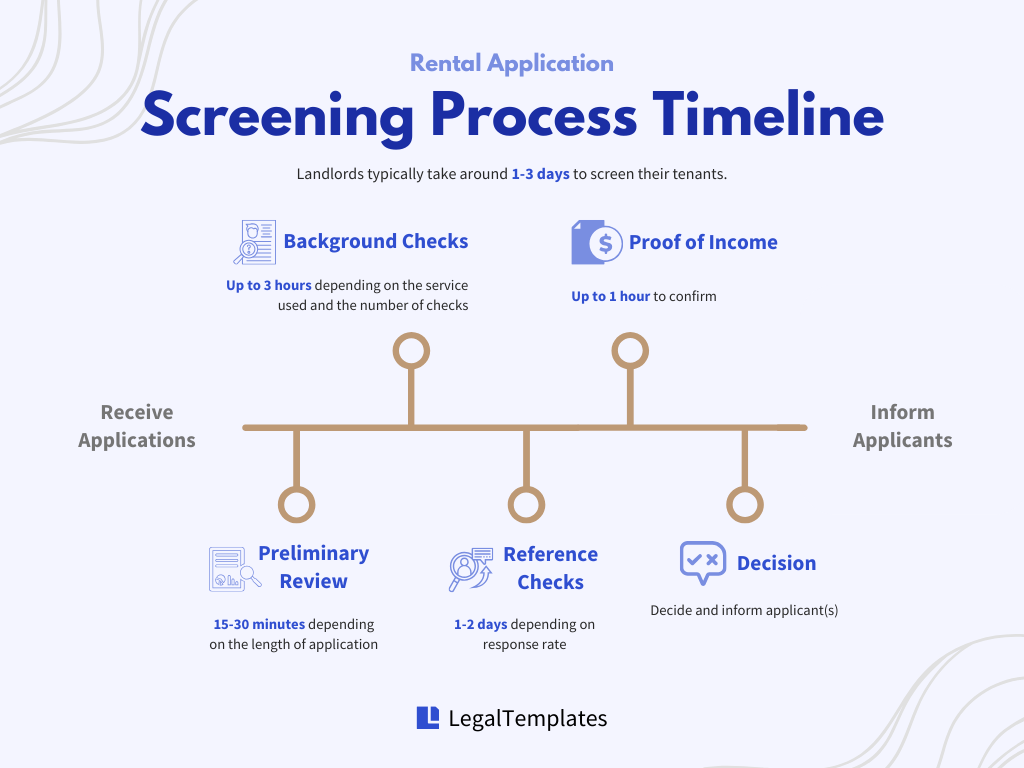 Rental Application
Screening Process Timeline
Landlords typically take around 1-3 days to screen their tenants.
Background Checks
Up to 3 hours depending on the service
used and the number of checks
Proof of Income
Up to 1 hour to confirm
Receive
Applications
Inform
Applicants
Preliminary
Review
15-30 minutes depending
on the length of application
Reference
Checks
1-2 days depending on
response rate
Decision
Decide and inform applicant(s)
LegalTemplates